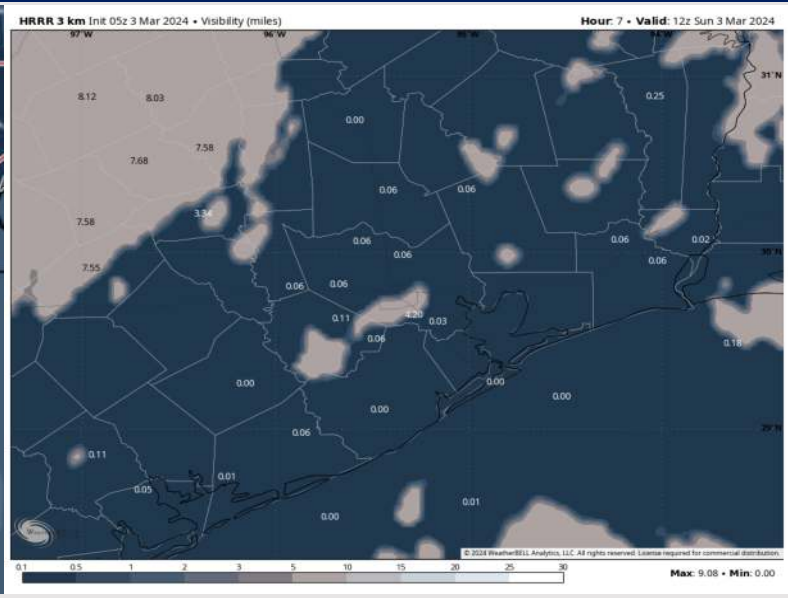 HRRR 3 km Init 05z 3 Mar 2024 • Visibility (miles)
Hour: 7 • Valid: 12z Sun 3 Mar 2024
97°W 96°W 95°W 94°W
31°N
8.12 8.03 0.25
0.00
7.58
7.68
0.06 0.06
3.34
7.58
0.06 0.06 0.02
30°N
0.06 0.06
7.55
0.06 0.06
0.11 4.20 0.03
0.06 0.18
0.00 0.00
0.00 0.00
0.06 29°N
0.11
0.01
0.05 0.01
0.00
© 2024 WeatherBELL Analytics, LLC. All rights reserved. License required for commercial distribution.
0.1 0.5 1 2 3 5 10 15 20 25 30
Max: 9.08 • Min: 0.00